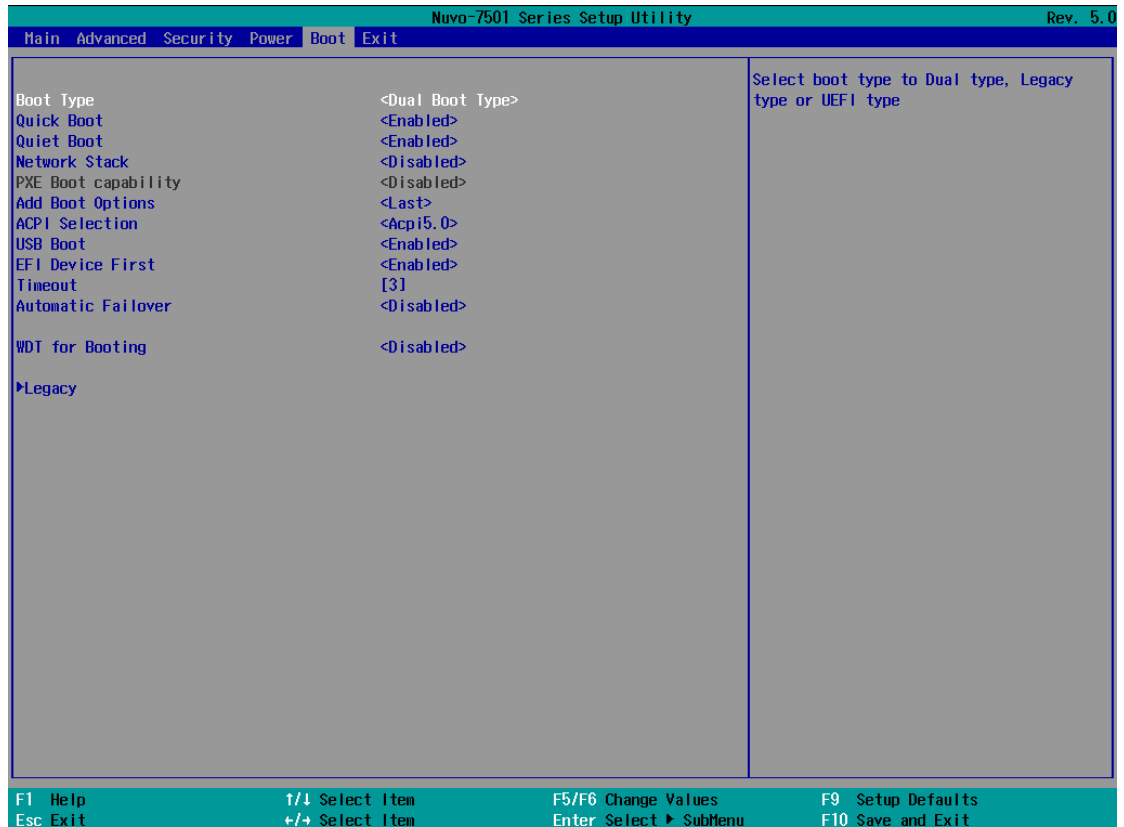 Nuvo-7501 Series Setup Utility Rev. 5.0
Main Advanced Security Power Boot Exit
Select boot type to Dual type, Legacy
type or UEFI type
Boot Type <Dual Boot Type>
Quick Boot <Enabled>
Quiet Boot <Enabled>
Network Stack <Disabled>
PXE Boot capability <Disabled>
Add Boot Options <Last>
ACPI Selection <Acpi5.0>
USB Boot <Enabled>
EFI Device First <Enabled>
Timeout [3]
Automatic Failover <Disabled>
WDT for Booting <Disabled>
▶Legacy
F1 Help ↑/↓ Select Item F5/F6 Change Values F9 Setup Defaults
Esc Exit ←/→ Select Item Enter Select ▶ SubMenu F10 Save and Exit